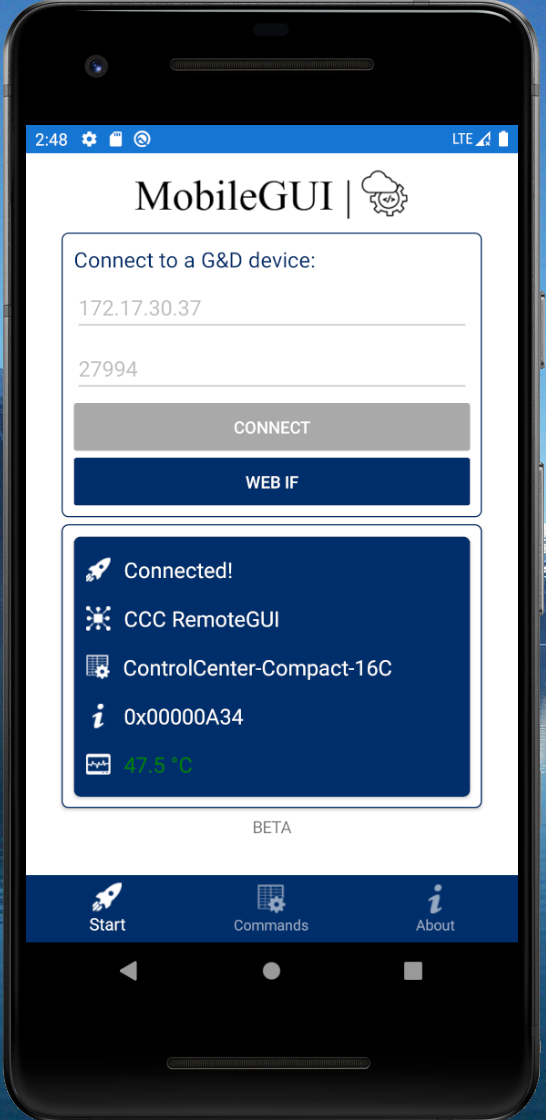 2:48 LTE
MobileGUI |
Connect to a G&D device:
172.17.30.37
27994
CONNECT
WEB IF
Connected!
CCC RemoteGUI
ControlCenter-Compact-16C
0x00000A34
47.5 °C
BETA
Start Commands About